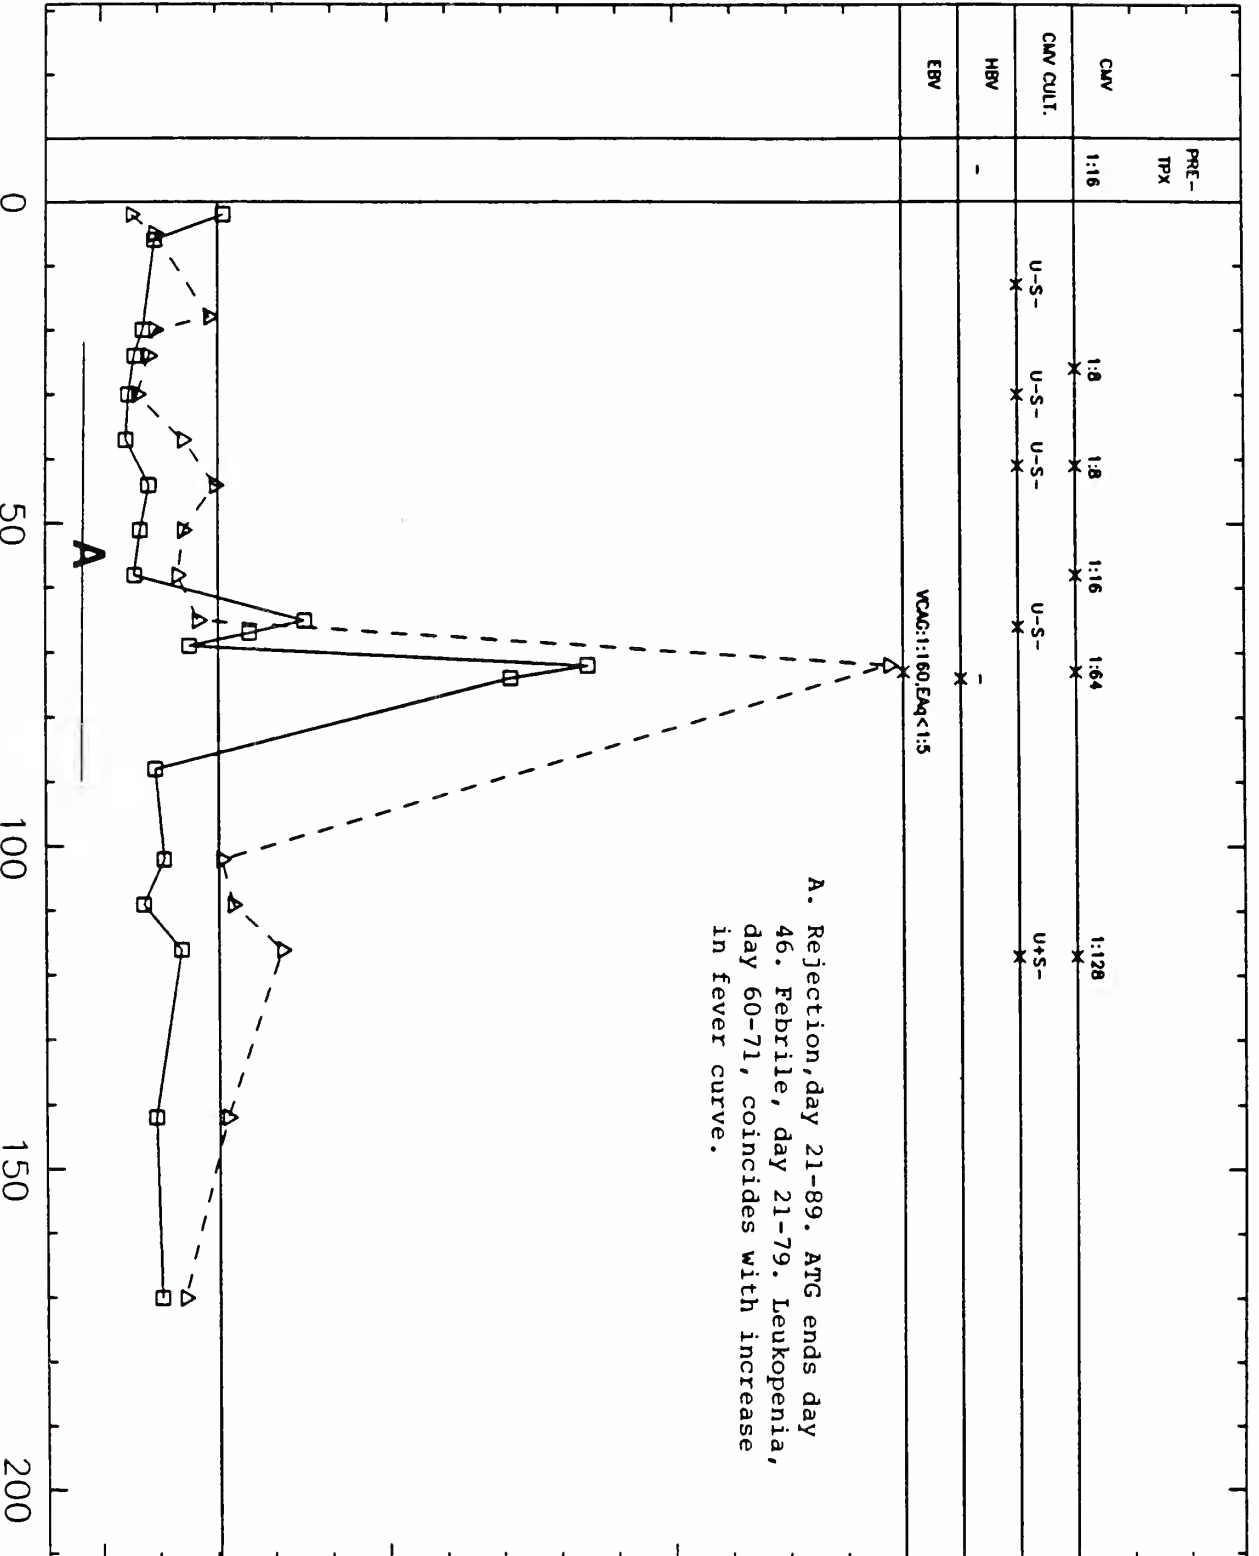 PRE-
TPX
CMV 1:16 1:8 1:8 1:16 1:64 1:128
CMV CULT. U-S- U-S- U-S- U-S- U+S-
HBV - -
EBV VCAG:1:160,EAg<1:5
A. Rejection,day 21-89. ATG ends day
46. Febrile, day 21-79. Leukopenia,
day 60-71, coincides with increase
in fever curve.
A
0 50 100 150 200